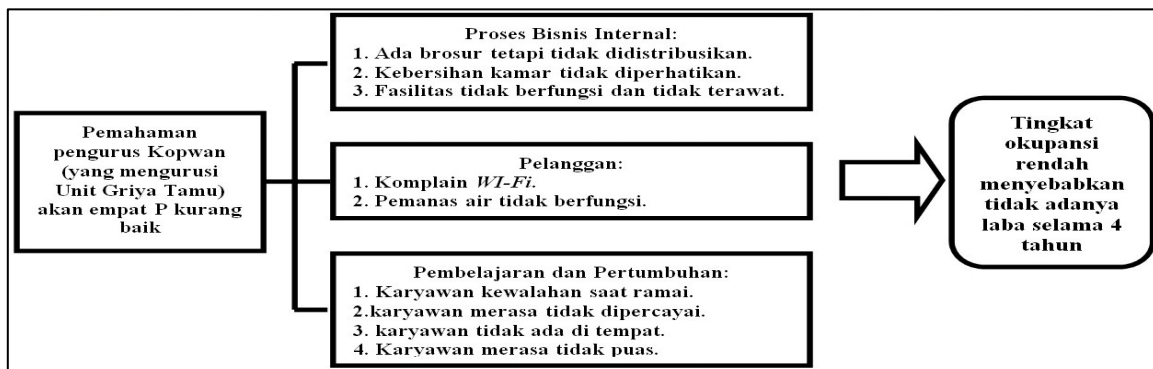 Proses Bisnis Internal:
1. Ada brosur tetapi tidak didistribusikan.
2. Kebersihan kamar tidak diperhatikan.
3. Fasilitas tidak berfungsi dan tidak terawat.
Pemahaman
pengurus Kopwan
(yang mengurusi
Unit Griya Tamu)
akan empat P kurang
baik
Pelanggan:
1. Komplain WI-Fi.
2. Pemanas air tidak berfungsi.
Pembelajaran dan Pertumbuhan:
1. Karyawan kewalahan saat ramai.
2.karyawan merasa tidak dipercayai.
3. karyawan tidak ada di tempat.
4. Karyawan merasa tidak puas.
Tingkat
okupansi
rendah
menyebabkan
tidak adanya
laba selama 4
tahun